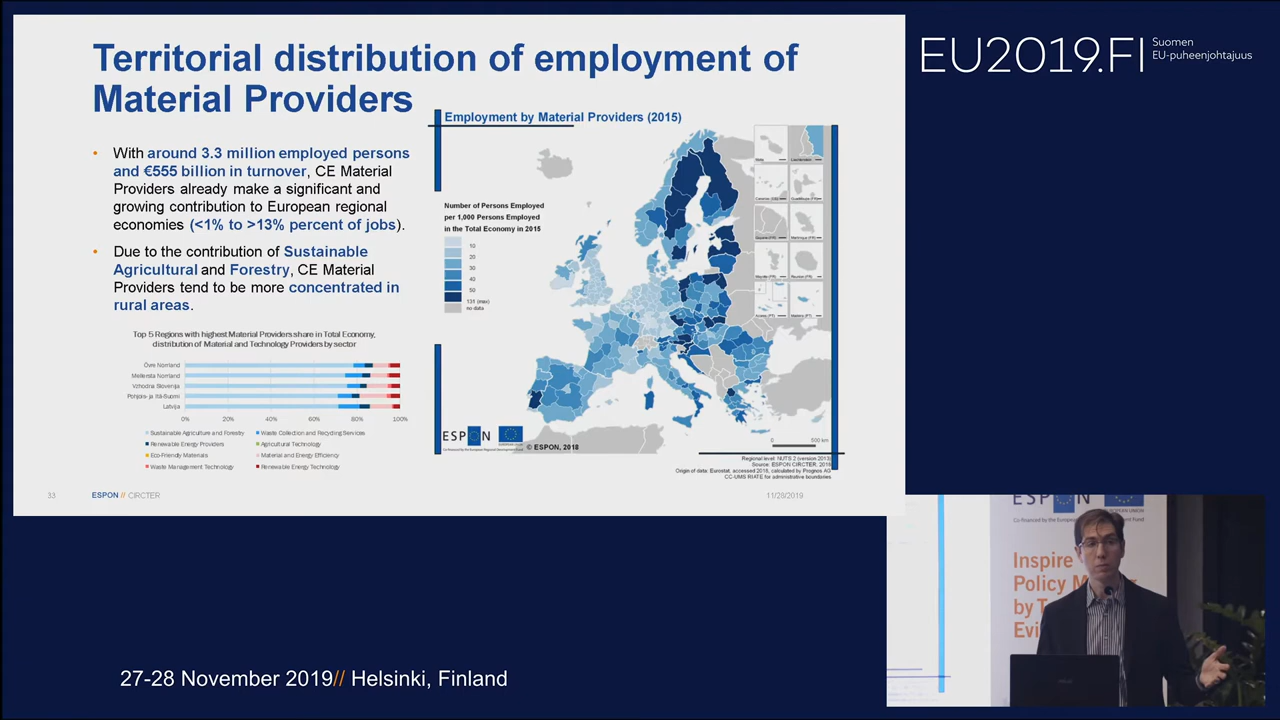 Territorial distribution of employment of
Material Providers
• With around 3.3 million employed persons
and €555 billion in turnover, CE Material
Providers already make a significant and
growing contribution to European regional
economies (<1% to >13% percent of jobs).
• Due to the contribution of Sustainable
Agricultural and Forestry, CE Material
Providers tend to be more concentrated in
rural areas.
Top 5 Regions with highest Material Providers share in Total Economy,
distribution of Material and Technology Providers by sector
Övre Norrland
Mellersta Norrland
Vzhodna Slovenija
Pohjois- ja Itä-Suomi
Latvija
0% 20% 40% 60% 80% 100%
Sustainable Agriculture and Forestry Waste Collection and Recycling Services
Renewable Energy Providers Agricultural Technology
Eco-Friendly Materials Material and Energy Efficiency
Waste Management Technology Renewable Energy Technology
33 ESPON // CIRCTER 11/28/2019
Employment by Material Providers (2015)
Number of Persons Employed
per 1,000 Persons Employed
in the Total Economy in 2015
10
20
30
40
50
131 (max)
no data
ESPON
© ESPON, 2018
0 500 km
Regional level: NUTS 2 (version 2013)
Source: ESPON CIRCTER, 2018
Origin of data: Eurostat, accessed 2018, calculated by Prognos AG
CC-UMS RIATE for administrative boundaries
EU2019.FI
Suomen
EU-puheenjohtajuus
ESPON
Inspire
Policy M
by T
Evi
27-28 November 2019// Helsinki, Finland